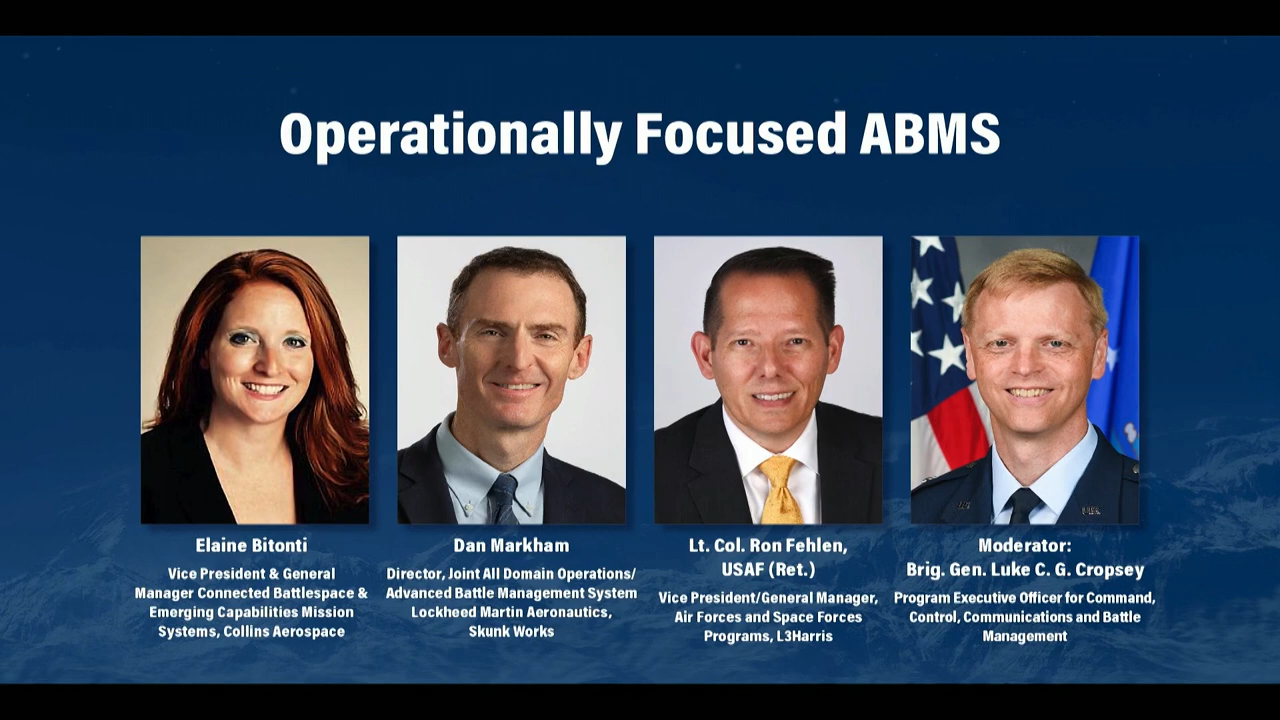 Operationally Focused ABMS
Elaine Bitonti
Vice President & General
Manager Connected Battlespace &
Emerging Capabilities Mission
Systems, Collins Aerospace
Dan Markham
Director, Joint All Domain Operations/
Advanced Battle Management System
Lockheed Martin Aeronautics,
Skunk Works
Lt. Col. Ron Fehlen,
USAF (Ret.)
Vice President/General Manager,
Air Forces and Space Forces
Programs, L3Harris
Moderator:
Brig. Gen. Luke C. G. Cropsey
Program Executive Officer for Command,
Control, Communications and Battle
Management